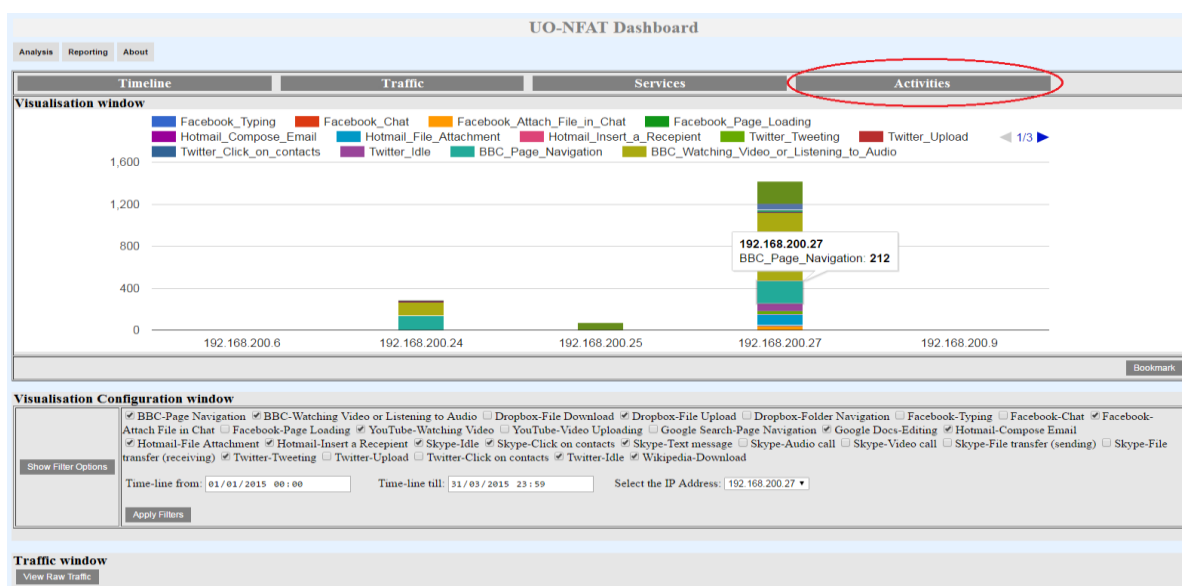 UO-NFAT Dashboard
Analysis Reporting About
Timeline Traffic Services Activities
Visualisation window
Facebook_Typing Facebook_Chat Facebook_Attach_File_in_Chat Facebook_Page_Loading
Hotmail_Compose_Email Hotmail_File_Attachment Hotmail_Insert_a_Recepient Twitter_Tweeting Twitter_Upload 1/3
Twitter_Click_on_contacts Twitter_Idle BBC_Page_Navigation BBC_Watching_Video_or_Listening_to_Audio
1,600
1,200
800
400
0
192.168.200.27
BBC_Page_Navigation: 212
192.168.200.6 192.168.200.24 192.168.200.25 192.168.200.27 192.168.200.9
Bookmark
Visualisation Configuration window
Show Filter Options
BBC-Page Navigation BBC-Watching Video or Listening to Audio Dropbox-File Download Dropbox-File Upload Dropbox-Folder Navigation Facebook-Typing Facebook-Chat Facebook-
Attach File in Chat Facebook-Page Loading YouTube-Watching Video YouTube-Video Uploading Google Search-Page Navigation Google Docs-Editing Hotmail-Compose Email
Hotmail-File Attachment Hotmail-Insert a Recepient Skype-Idle Skype-Click on contacts Skype-Text message Skype-Audio call Skype-Video call Skype-File transfer (sending) Skype-File
transfer (receiving) Twitter-Tweeting Twitter-Upload Twitter-Click on contacts Twitter-Idle Wikipedia-Download
Time-line from: 01/01/2015 00:00 Time-line till: 31/03/2015 23:59 Select the IP Address: 192.168.200.27
Apply Filters
Traffic window
View Raw Traffic